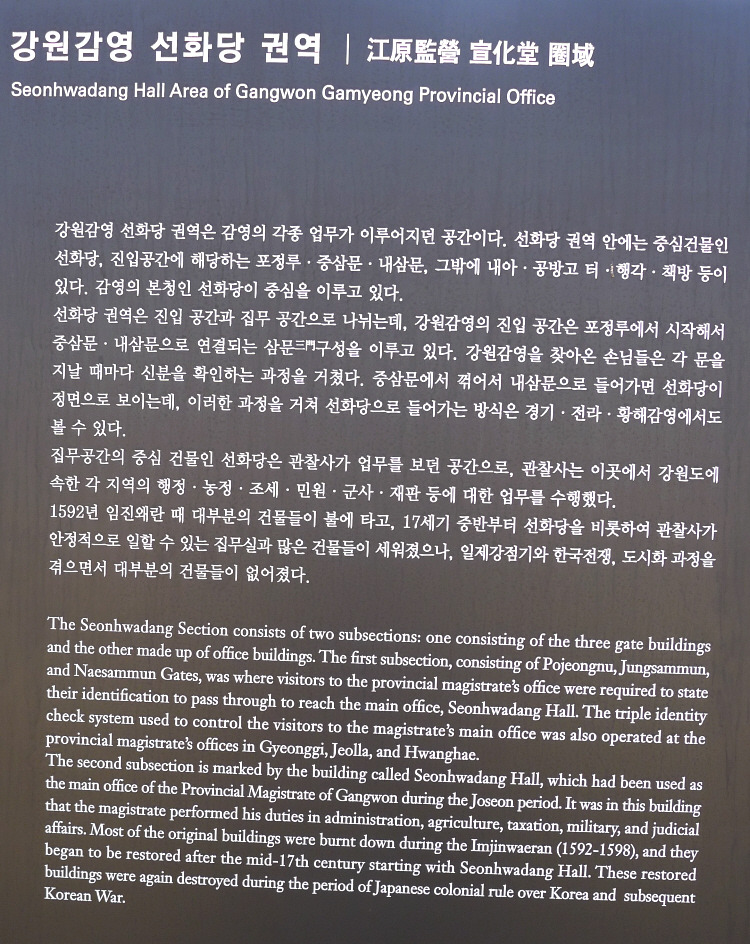 강원감영 선화당 권역 | 江原監營 宣化堂 圈域
Seonhwadang Hall Area of Gangwon Gamyeong Provincial Office
강원감영 선화당 권역은 감영의 각종 업무가 이루어지던 공간이다. 선화당 권역 안에는 중심건물인
선화당, 진입공간에 해당하는 포정루 · 중삼문 · 내삼문, 그밖에 내아 · 공방고 터 · 행각 · 책방 등이
있다. 감영의 본청인 선화당이 중심을 이루고 있다.
선화당 권역은 진입 공간과 집무 공간으로 나뉘는데, 강원감영의 진입 공간은 포정루에서 시작해서
중삼문 · 내삼문으로 연결되는 삼문三門구성을 이루고 있다. 강원감영을 찾아온 손님들은 각 문을
지날 때마다 신분을 확인하는 과정을 거쳤다. 중삼문에서 꺾어서 내삼문으로 들어가면 선화당이
정면으로 보이는데, 이러한 과정을 거쳐 선화당으로 들어가는 방식은 경기 · 전라 · 황해감영에서도
볼 수 있다.
집무공간의 중심 건물인 선화당은 관찰사가 업무를 보던 공간으로, 관찰사는 이곳에서 강원도에
속한 각 지역의 행정 · 농정 · 조세 · 민원 · 군사 · 재판 등에 대한 업무를 수행했다.
1592년 임진왜란 때 대부분의 건물들이 불에 타고, 17세기 중반부터 선화당을 비롯하여 관찰사가
안정적으로 일할 수 있는 집무실과 많은 건물들이 세워졌으나, 일제강점기와 한국전쟁, 도시화 과정을
겪으면서 대부분의 건물들이 없어졌다.
The Seonhwadang Section consists of two subsections: one consisting of the three gate buildings
and the other made up of office buildings. The first subsection, consisting of Pojeongnu, Jungsammun,
and Naesammun Gates, was where visitors to the provincial magistrate's office were required to state
their identification to pass through to reach the main office, Seonhwadang Hall. The triple identity
check system used to control the visitors to the magistrate's main office was also operated at the
provincial magistrate's offices in Gyeonggi, Jeolla, and Hwanghae.
The second subsection is marked by the building called Seonhwadang Hall, which had been used as
the main office of the Provincial Magistrate of Gangwon during the Joseon period. It was in this building
that the magistrate performed his duties in administration, agriculture, taxation, military, and judicial
affairs. Most of the original buildings were burnt down during the Imjinwaeran (1592-1598), and they
began to be restored after the mid-17th century starting with Seonhwadang Hall. These restored
buildings were again destroyed during the period of Japanese colonial rule over Korea and subsequent
Korean War.